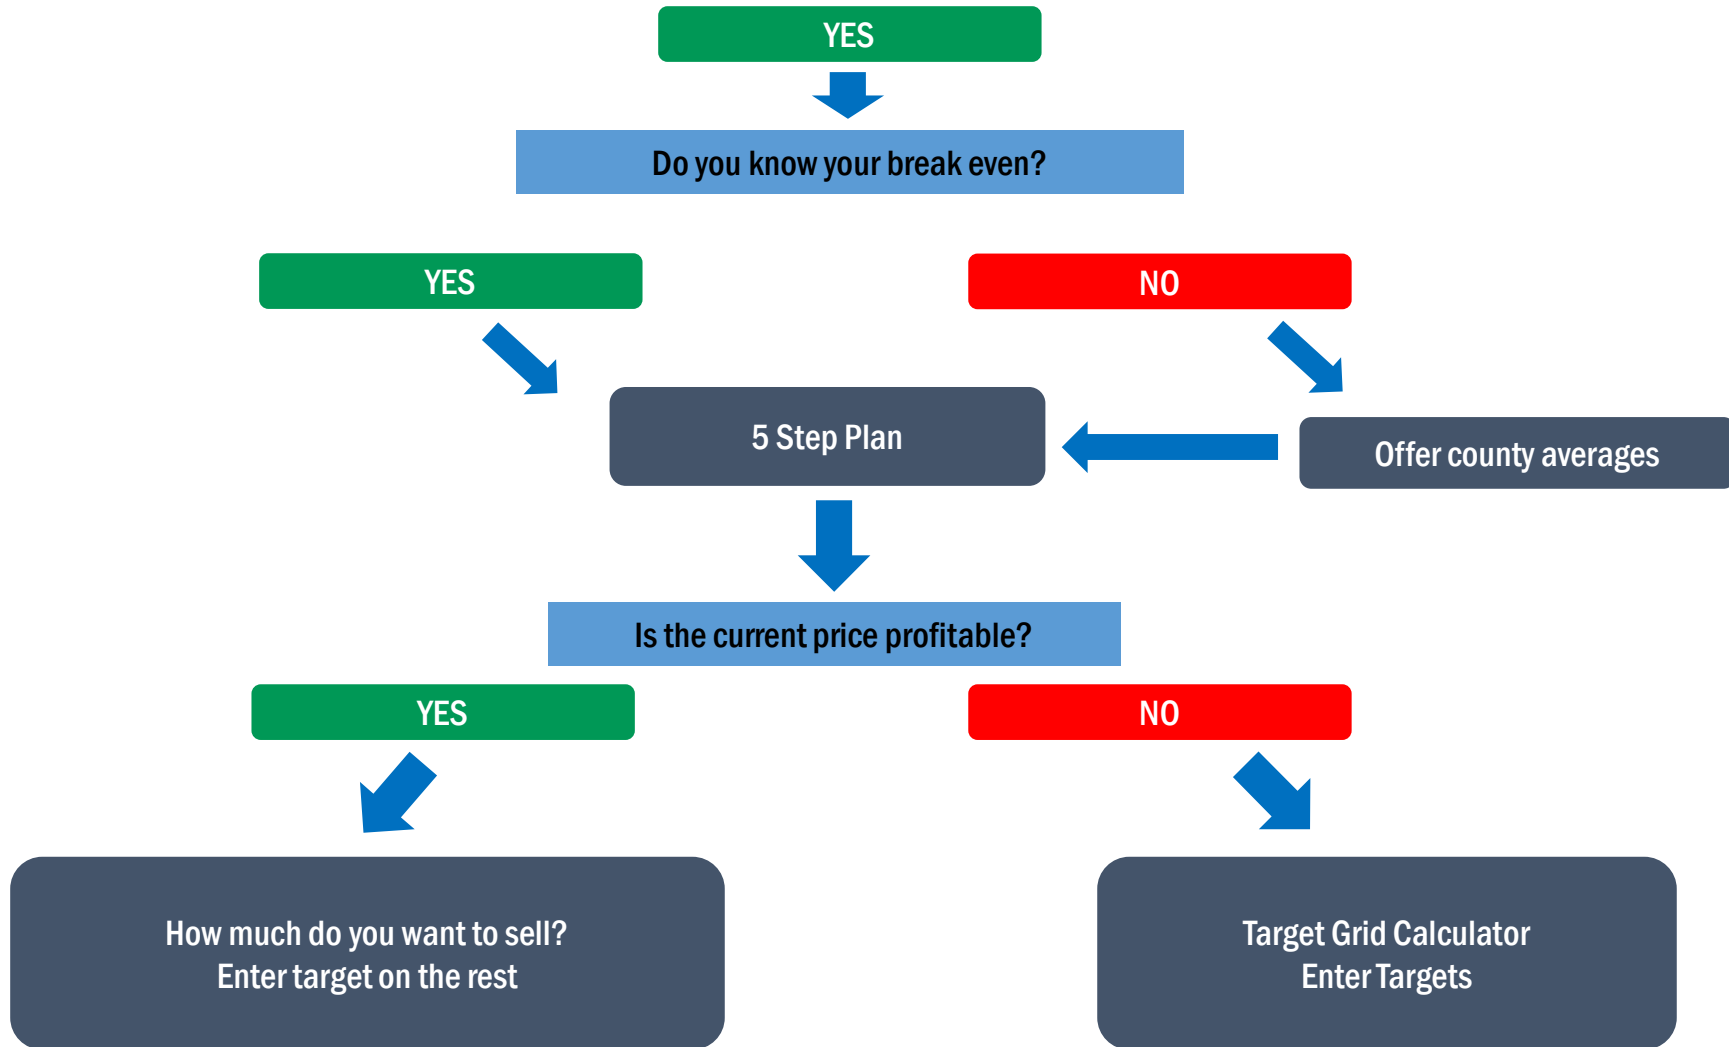 YES
Do you know your break even?
YES
NO
5 Step Plan
Offer county averages
Is the current price profitable?
YES
NO
How much do you want to sell?
Enter target on the rest
Target Grid Calculator
Enter Targets